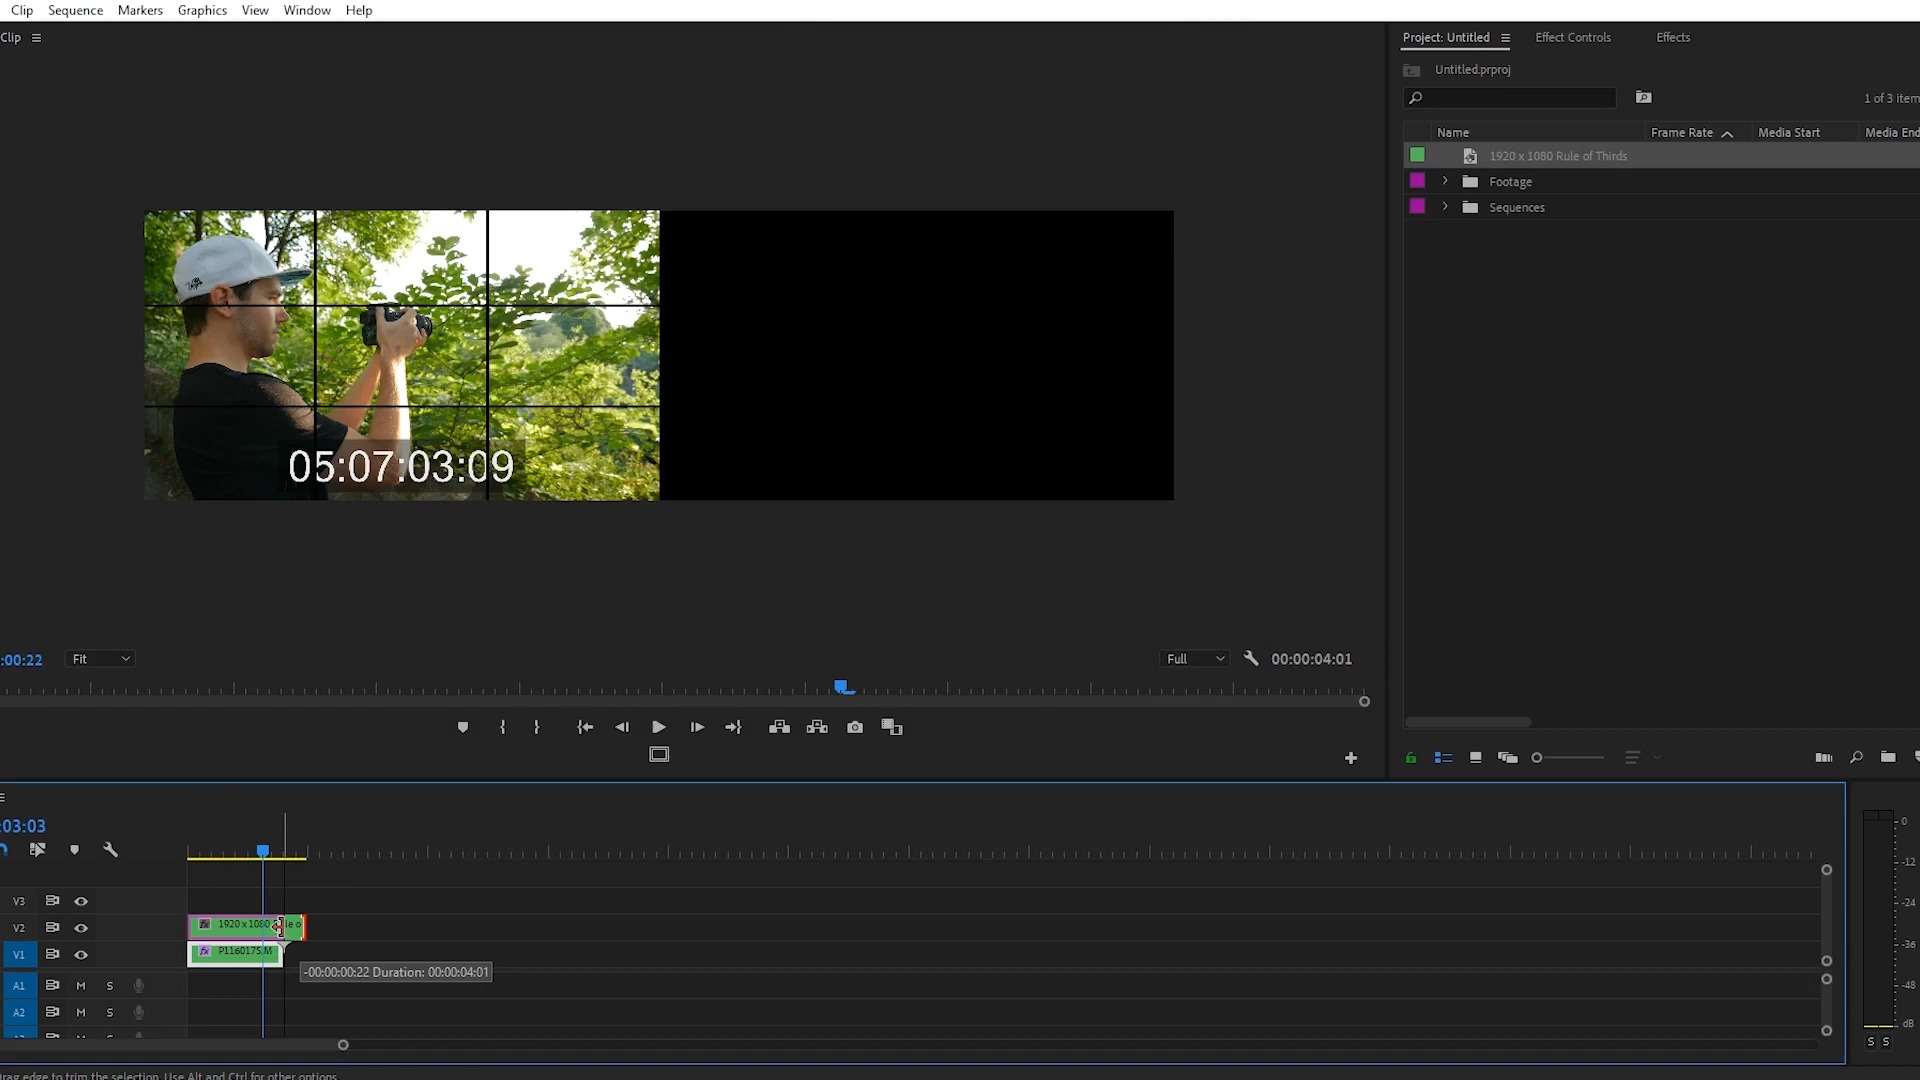 Clip Sequence Markers Graphics View Window Help
Clip
Project: Untitled Effect Controls Effects
Untitled.prproj
1 of 3 item
Name Frame Rate Media Start Media End
1920 x 1080 Rule of Thirds
Footage
Sequences
05:07:03:09
:00:22 Fit Full 00:00:04:01
:03:03
0
-12
-24
-36
-48
dB
S S
V3
V2 1920 x 1080 le o
V1 P1160175.M
-00:00:00:22 Duration: 00:00:04:01
A1 M S
A2 M S
rag edge to trim the selection. Use Alt and Ctrl for other options.